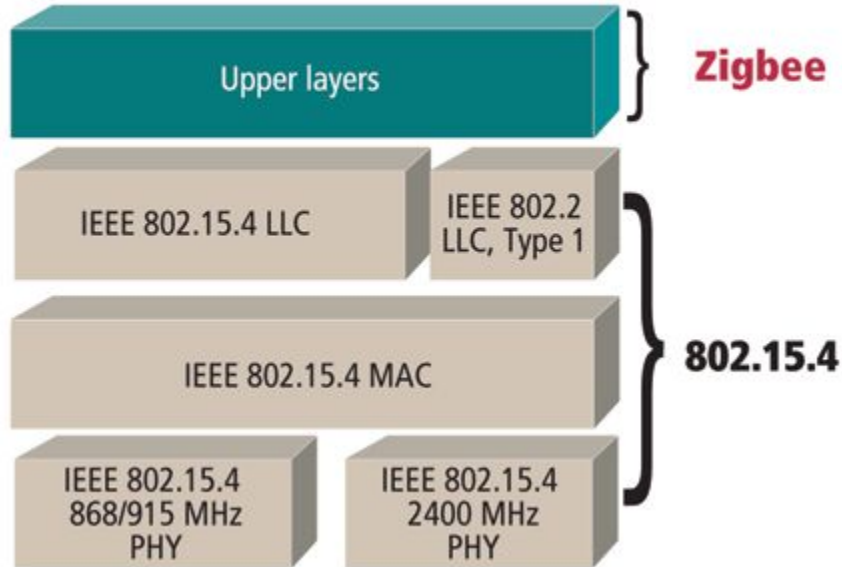 Upper layers
Zigbee
IEEE 802.15.4 LLC
IEEE 802.2
LLC, Type 1
IEEE 802.15.4 MAC
802.15.4
IEEE 802.15.4
868/915 MHz
PHY
IEEE 802.15.4
2400 MHz
PHY